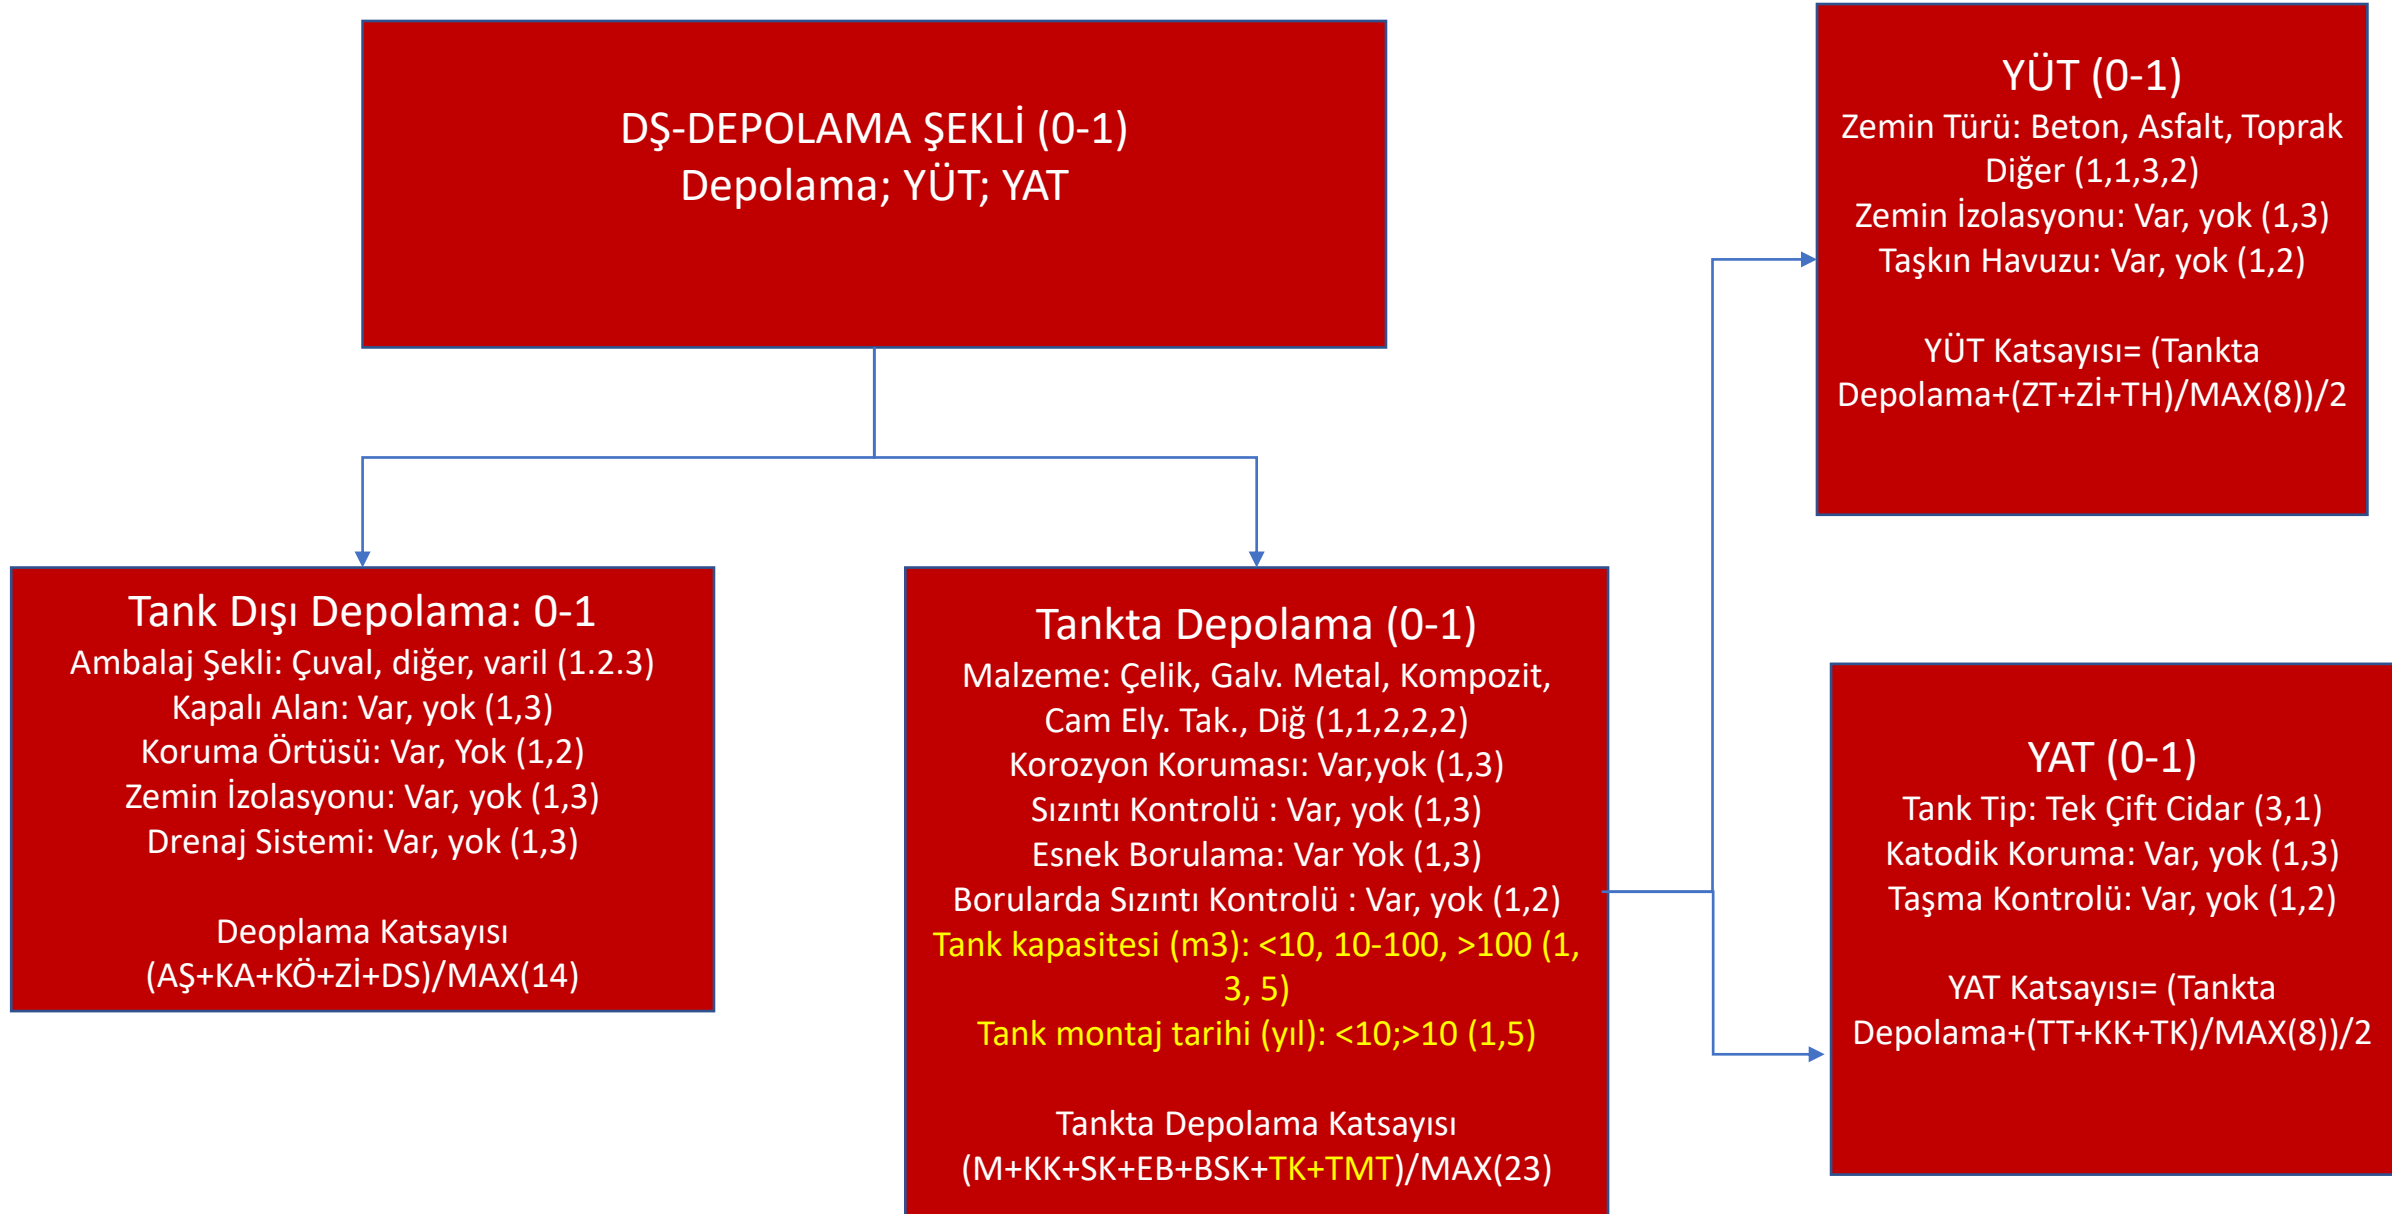 DŞ-DEPOLAMA ŞEKLİ (0-1)
Depolama; YÜT; YAT
YÜT (0-1)
Zemin Türü: Beton, Asfalt, Toprak
Diğer (1,1,3,2)
Zemin İzolasyonu: Var, yok (1,3)
Taşkın Havuzu: Var, yok (1,2)
YÜT Katsayısı= (Tankta
Depolama+(ZT+Zİ+TH)/MAX(8))/2
Tank Dışı Depolama: 0-1
Ambalaj Şekli: Çuval, diğer, varil (1.2.3)
Kapalı Alan: Var, yok (1,3)
Koruma Örtüsü: Var, Yok (1,2)
Zemin İzolasyonu: Var, yok (1,3)
Drenaj Sistemi: Var, yok (1,3)
Deoplama Katsayısı
(AŞ+KA+KÖ+Zİ+DS)/MAX(14)
Tankta Depolama (0-1)
Malzeme: Çelik, Galv. Metal, Kompozit,
Cam Ely. Tak., Diğ (1,1,2,2,2)
Korozyon Koruması: Var,yok (1,3)
Sızıntı Kontrolü : Var, yok (1,3)
Esnek Borulama: Var Yok (1,3)
Borularda Sızıntı Kontrolü : Var, yok (1,2)
Tank kapasitesi (m3): <10, 10-100, >100 (1,
3, 5)
Tank montaj tarihi (yıl): <10;>10 (1,5)
Tankta Depolama Katsayısı
(M+KK+SK+EB+BSK+TK+TMT)/MAX(23)
YAT (0-1)
Tank Tip: Tek Çift Cidar (3,1)
Katodik Koruma: Var, yok (1,3)
Taşma Kontrolü: Var, yok (1,2)
YAT Katsayısı= (Tankta
Depolama+(TT+KK+TK)/MAX(8))/2